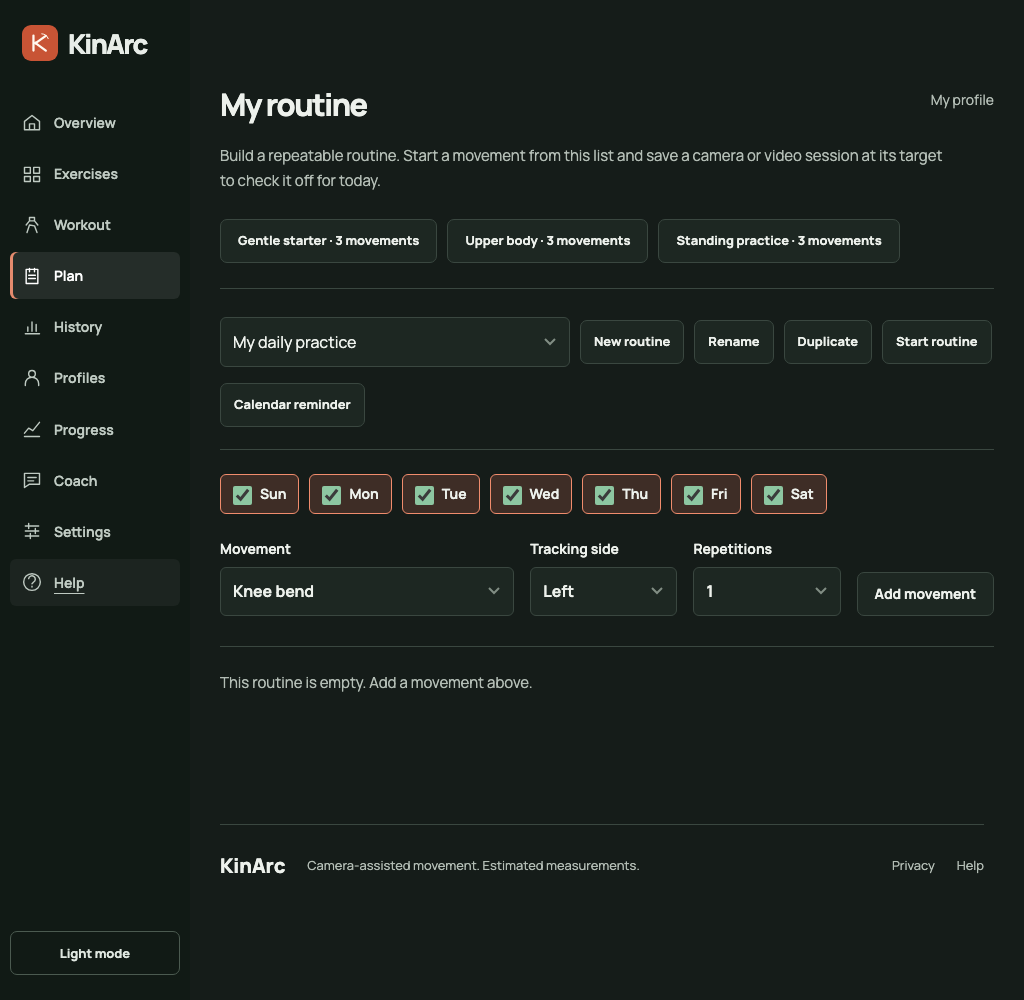 KinArc
Overview
Exercises
Workout
Plan
History
Profiles
Progress
Coach
Settings
Help
Light mode
My routine
My profile
Build a repeatable routine. Start a movement from this list and save a camera or video session at its target
to check it off for today.
Gentle starter · 3 movements
Upper body · 3 movements
Standing practice · 3 movements
My daily practice
New routine
Rename
Duplicate
Start routine
Calendar reminder
Sun
Mon
Tue
Wed
Thu
Fri
Sat
Movement
Tracking side
Repetitions
Knee bend
Left
1
Add movement
This routine is empty. Add a movement above.
KinArc
Camera-assisted movement. Estimated measurements.
Privacy
Help